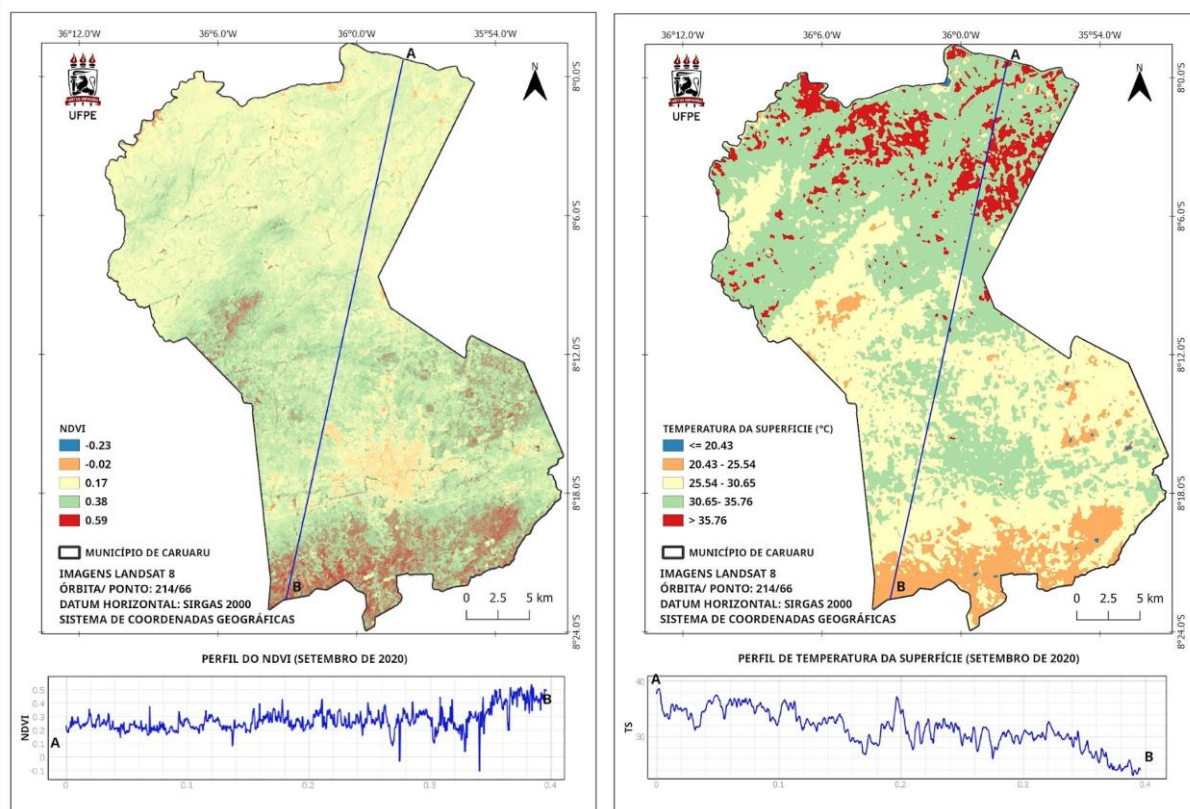 36°12.0'W 36°6.0'W 36°0.0'W 35°54.0'W
A
N
UFPE
8°0.0'S
8°6.0'S
8°12.0'S
NDVI
-0.23
-0.02
0.17
0.38
0.59
8°18.0'S
MUNICÍPIO DE CARUARU
IMAGENS LANDSAT 8
ÓRBITA/ PONTO: 214/66
DATUM HORIZONTAL: SIRGAS 2000
SISTEMA DE COORDENADAS GEOGRÁFICAS
B
0 2.5 5 km
8°24.0'S
PERFIL DO NDVI (SETEMBRO DE 2020)
NDVI
0.5
0.4
0.3
0.2
0.1
0
-0.1
A
B
0 0.1 0.2 0.3 0.4
36°12.0'W 36°6.0'W 36°0.0'W 35°54.0'W
A
N
UFPE
8°0.0'S
8°6.0'S
8°12.0'S
TEMPERATURA DA SUPERFICIE (°C)
<= 20.43
20.43 - 25.54
25.54 - 30.65
30.65- 35.76
> 35.76
8°18.0'S
MUNICÍPIO DE CARUARU
IMAGENS LANDSAT 8
ÓRBITA/ PONTO: 214/66
DATUM HORIZONTAL: SIRGAS 2000
SISTEMA DE COORDENADAS GEOGRÁFICAS
B
0 2.5 5 km
8°24.0'S
PERFIL DE TEMPERATURA DA SUPERFÍCIE (SETEMBRO DE 2020)
TS
40
30
A
B
0 0.1 0.2 0.3 0.4